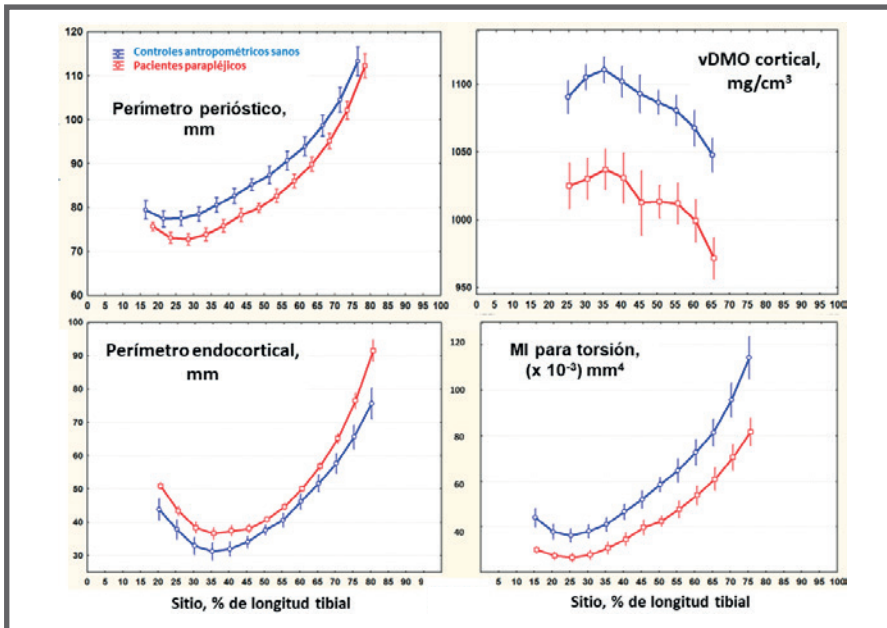 Controles antropométricos sanos
Pacientes parapléjicos
Perímetro perióstico,
mm
120
110
100
90
80
70
60
0 5 10 15 20 25 30 35 40 45 50 55 60 65 70 75 80 85 90 95 100
vDMO cortical,
mg/cm³
1100
1050
1000
950
0 5 10 15 20 25 30 35 40 45 50 55 60 65 70 75 80 85 90 95 100
Perímetro endocortical,
mm
100
90
80
70
60
50
40
30
0 5 10 15 20 25 30 35 40 45 50 55 60 65 70 75 80 85 90 95 0
Sitio, % de longitud tibial
MI para torsión,
(x 10⁻³) mm⁴
120
100
80
60
40
0 5 10 15 20 25 30 35 40 45 50 55 60 65 70 75 80 85 90 95 100
Sitio, % de longitud tibial